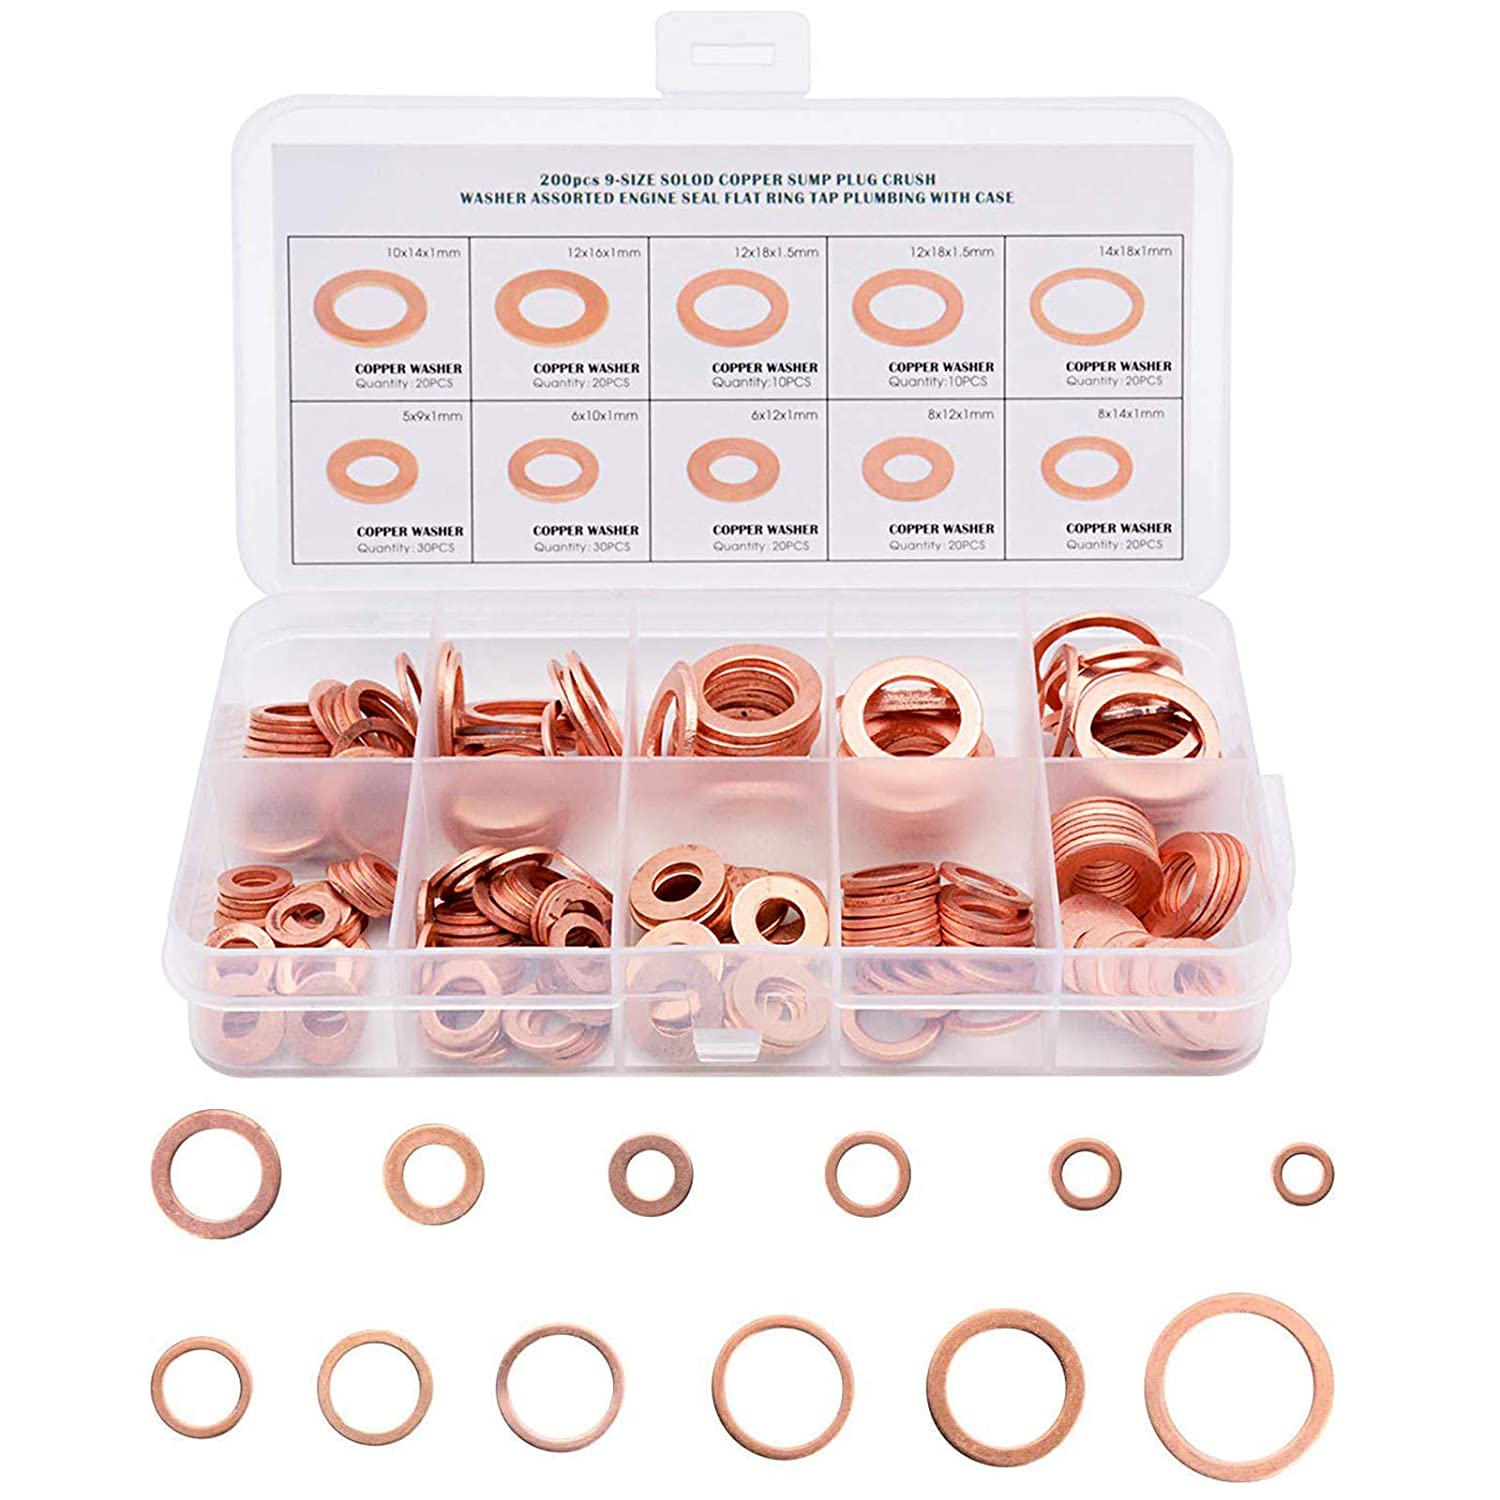 200pcs 9-SIZE SOLOD COPPER SUMP PLUG CRUSH
WASHER ASSORTED ENGINE SEAL FLAT RING TAP PLUMBING WITH CASE
10x14x1mm
COPPER WASHER
Quantity: 20PCS
12x16x1mm
COPPER WASHER
Quantity: 20PCS
12x18x1.5mm
COPPER WASHER
Quantity: 10PCS
12x18x1.5mm
COPPER WASHER
Quantity: 10PCS
14x18x1mm
COPPER WASHER
Quantity: 20PCS
5x9x1mm
COPPER WASHER
Quantity: 30PCS
6x10x1mm
COPPER WASHER
Quantity: 30PCS
6x12x1mm
COPPER WASHER
Quantity: 20PCS
8x12x1mm
COPPER WASHER
Quantity: 20PCS
8x14x1mm
COPPER WASHER
Quantity: 20PCS